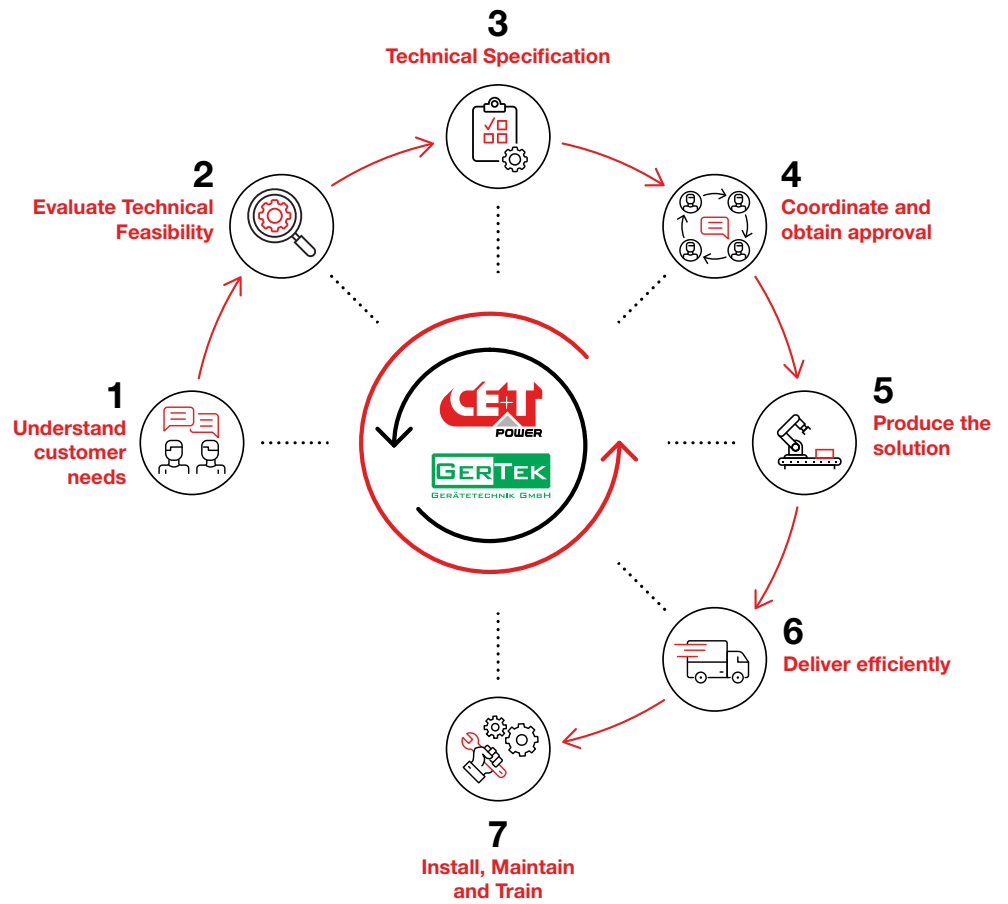 3
Technical Specification
2
Evaluate Technical
Feasibility
4
Coordinate and
obtain approval
1
Understand
customer
needs
CE+T
POWER
GERTEK
GERÄTETECHNIK GMBH
5
Produce the
solution
6
Deliver efficiently
7
Install, Maintain
and Train